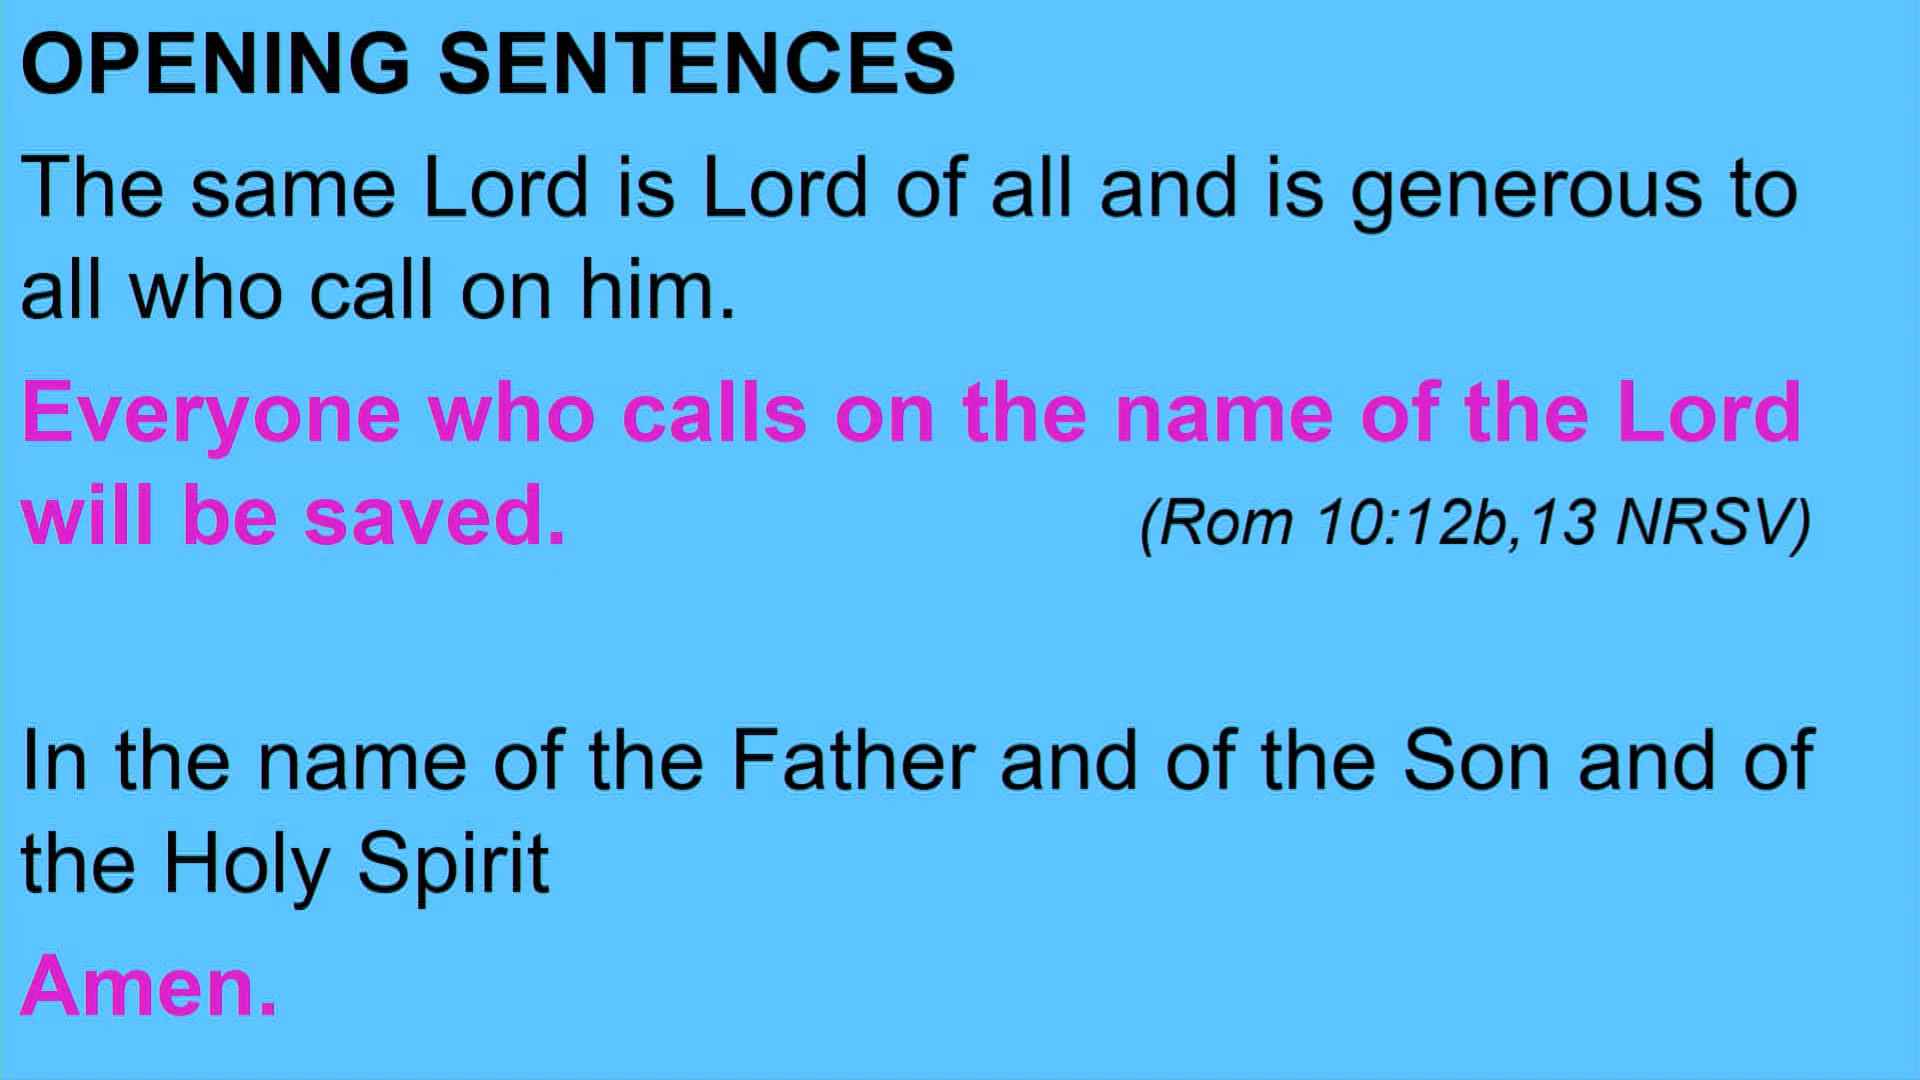 OPENING SENTENCES
The same Lord is Lord of all and is generous to
all who call on him.
Everyone who calls on the name of the Lord
will be saved. (Rom 10:12b,13 NRSV)
In the name of the Father and of the Son and of
the Holy Spirit
Amen.